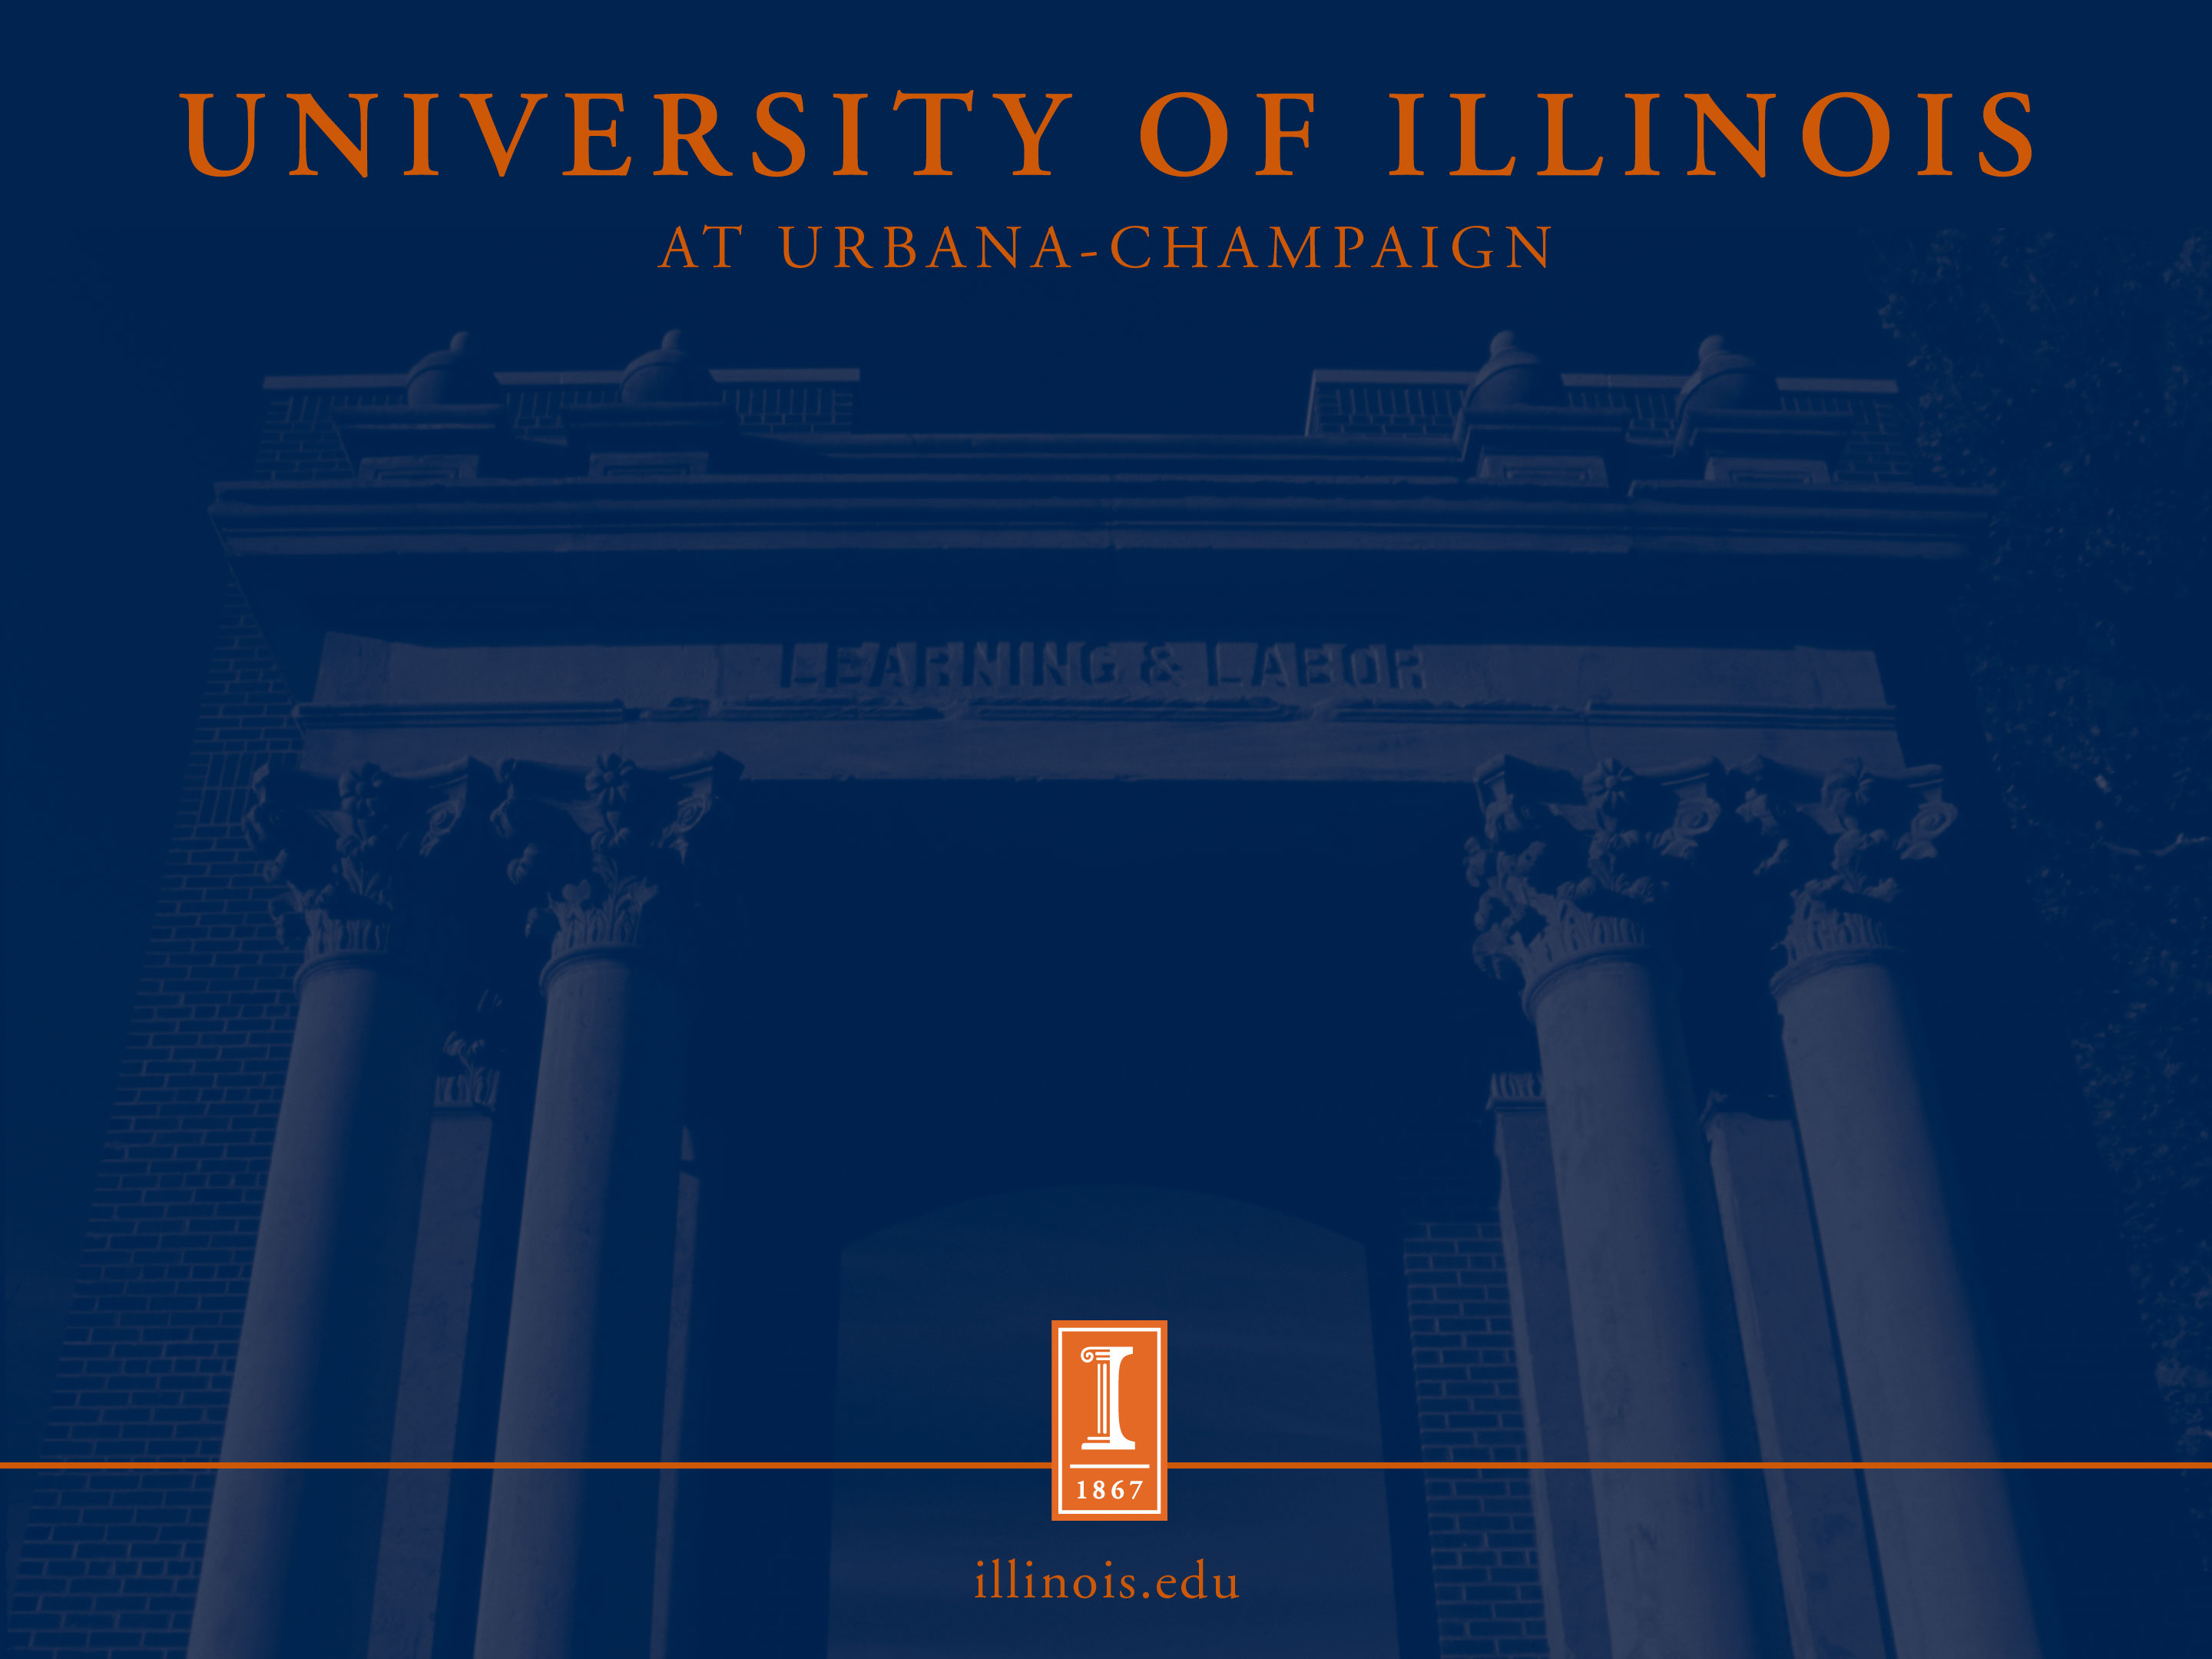 UNIVERSITY OF ILLINOIS
AT URBANA-CHAMPAIGN
LEARNING & LABOR
I
1867
illinois.edu